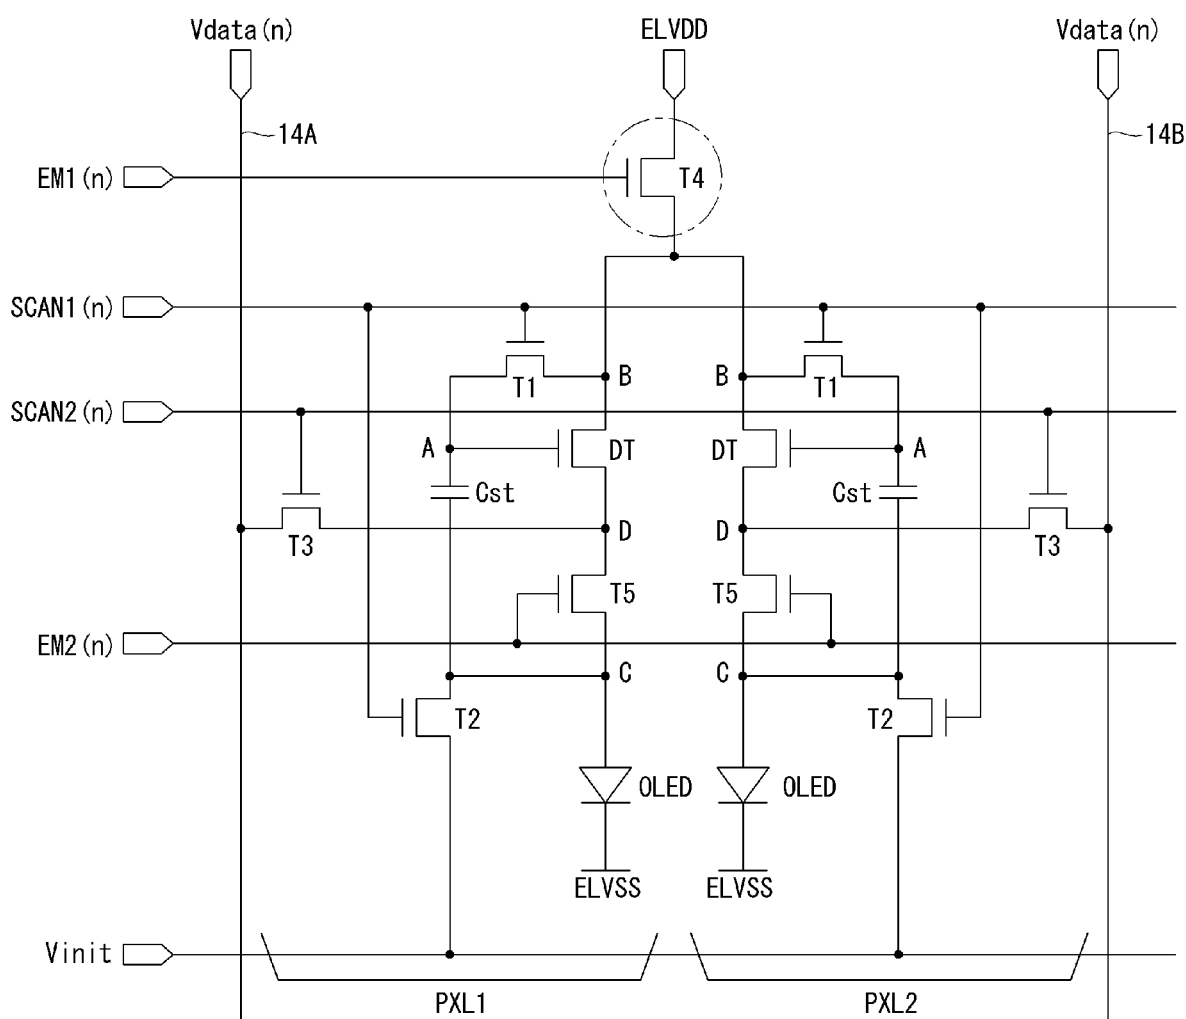 Vdata(n) ELVDD Vdata(n)
14A 14B
EM1(n) T4
SCAN1(n)
T1 B B T1
SCAN2(n)
A DT DT A
Cst Cst
T3 D D T3
T5 T5
EM2(n)
C C
T2 T2
OLED OLED
ELVSS ELVSS
Vinit
PXL1 PXL2